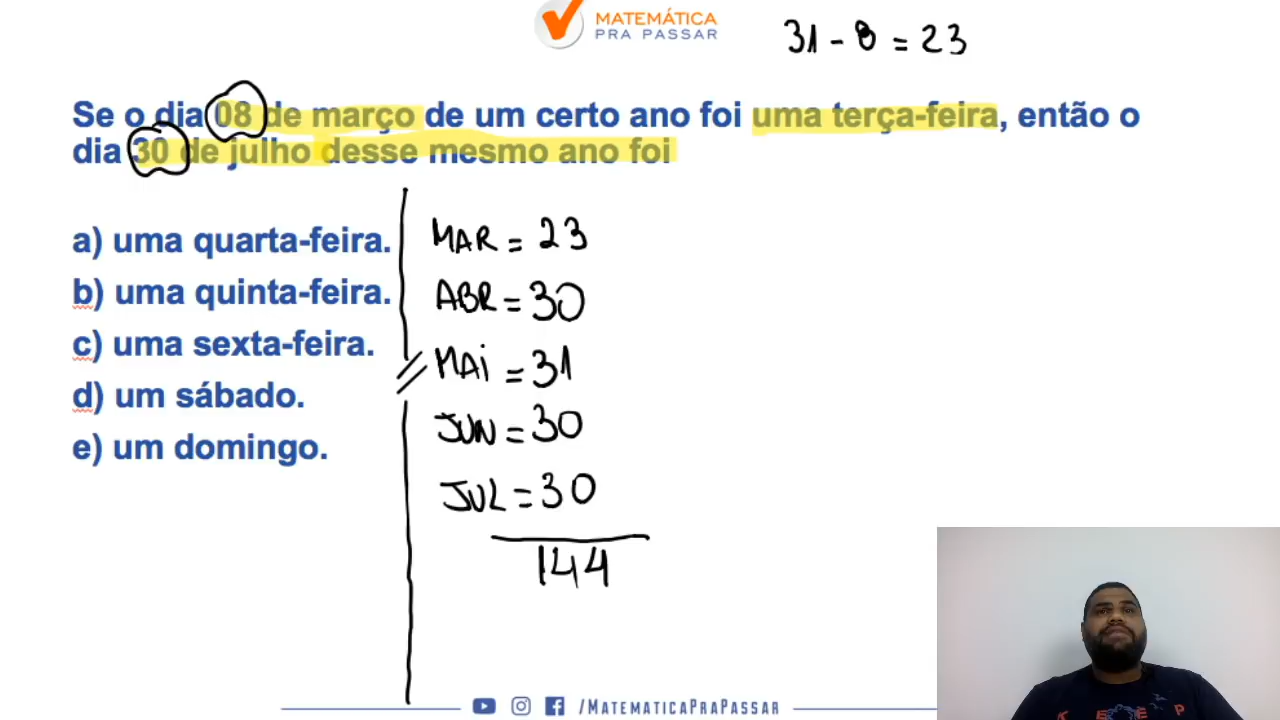 MATEMÁTICA
PRA PASSAR
31 - 8 = 23
Se o dia 08 de março de um certo ano foi uma terça-feira, então o
dia 30 de julho desse mesmo ano foi
a) uma quarta-feira.
b) uma quinta-feira.
c) uma sexta-feira.
d) um sábado.
e) um domingo.
MAR = 23
ABR = 30
MAi = 31
JUN = 30
JUL = 30
144
/MATEMATICAPRAPASSAR
KEEP